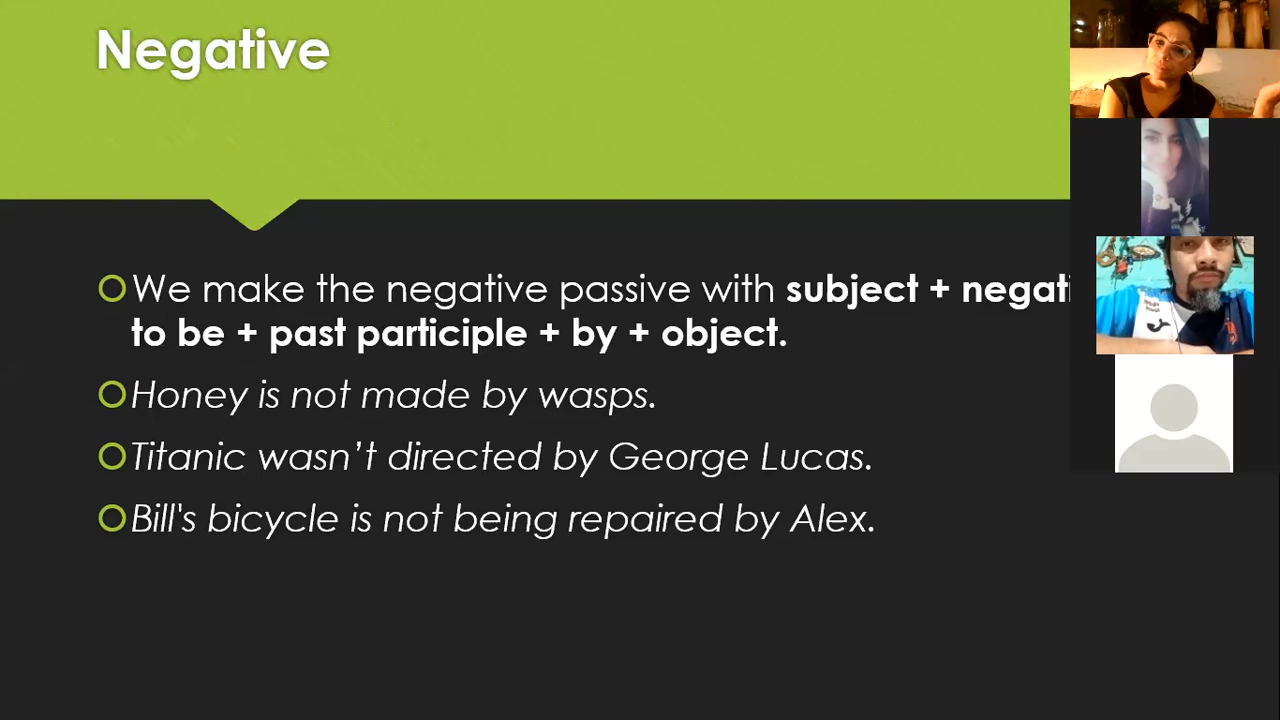 Negative
We make the negative passive with subject +
to be + past participle + by + object.
Honey is not made by wasps.
Titanic wasn't directed by George Lucas.
Bill's bicycle is not being repaired by Alex.